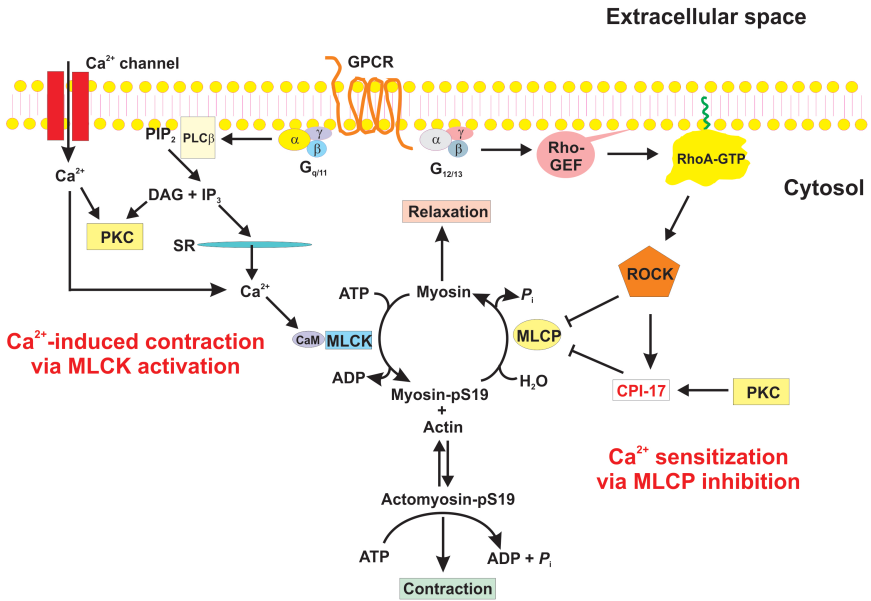 Extracellular space
Ca²⁺ channel
GPCR
PIP₂
PLCβ
α
γ
β
G q/11
α
γ
β
G 12/13
Rho-
GEF
RhoA-GTP
Cytosol
Ca²⁺
DAG + IP₃
PKC
SR
Relaxation
ROCK
Ca²⁺
ATP
Myosin
Pᵢ
CaM
MLCK
MLCP
Ca²⁺-induced contraction
via MLCK activation
ADP
H₂O
Myosin-pS19
+
Actin
CPI-17
PKC
Ca²⁺ sensitization
via MLCP inhibition
Actomyosin-pS19
ATP
ADP + Pᵢ
Contraction